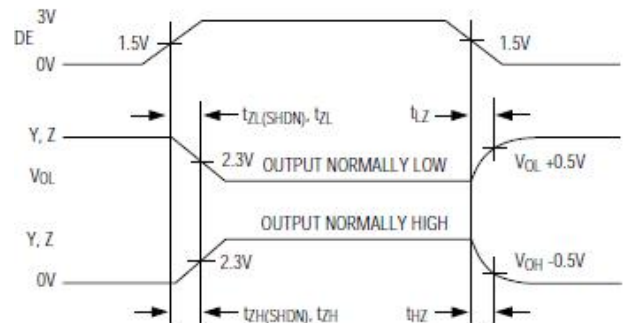 3V
DE
1.5V
1.5V
0V
tZL(SHDN), tZL
tLZ
Y, Z
2.3V
OUTPUT NORMALLY LOW
VOL +0.5V
VOL
OUTPUT NORMALLY HIGH
Y, Z
2.3V
VOH -0.5V
0V
tZH(SHDN), tZH
tHZ